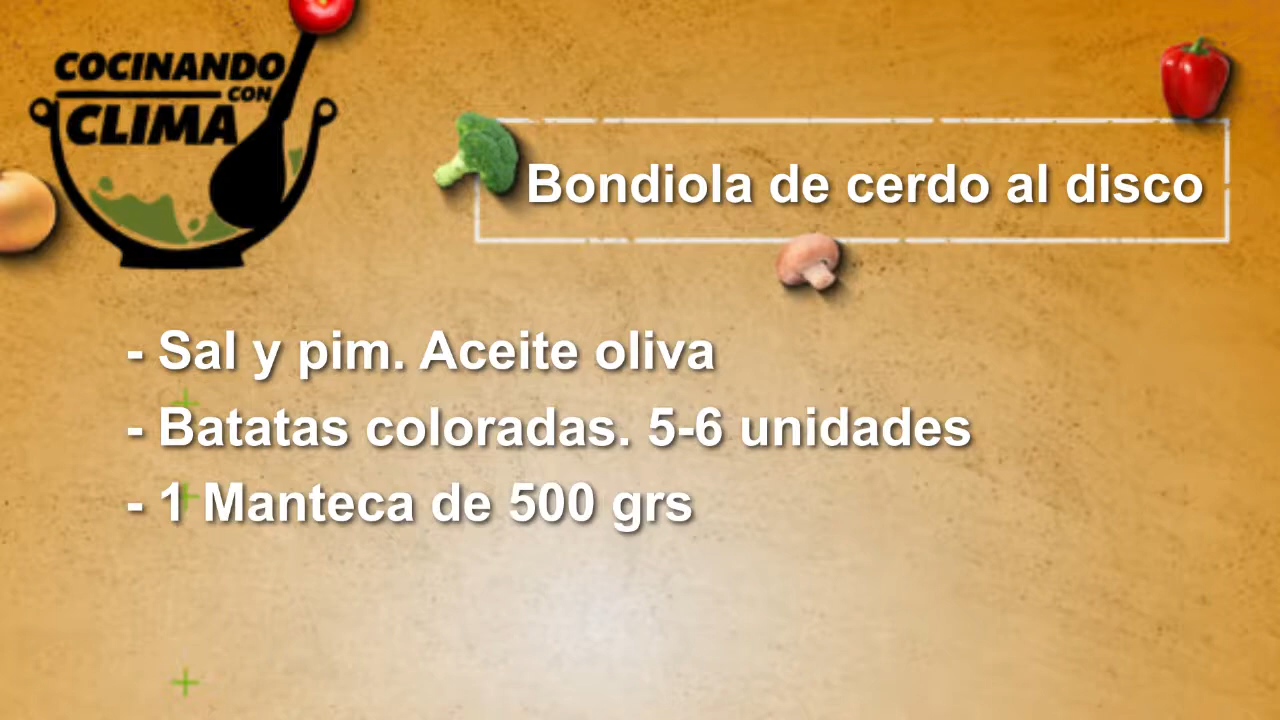 COCINANDO
CON
CLIMA
Bondiola de cerdo al disco
- Sal y pim. Aceite oliva
- Batatas coloradas. 5-6 unidades
- 1 Manteca de 500 grs